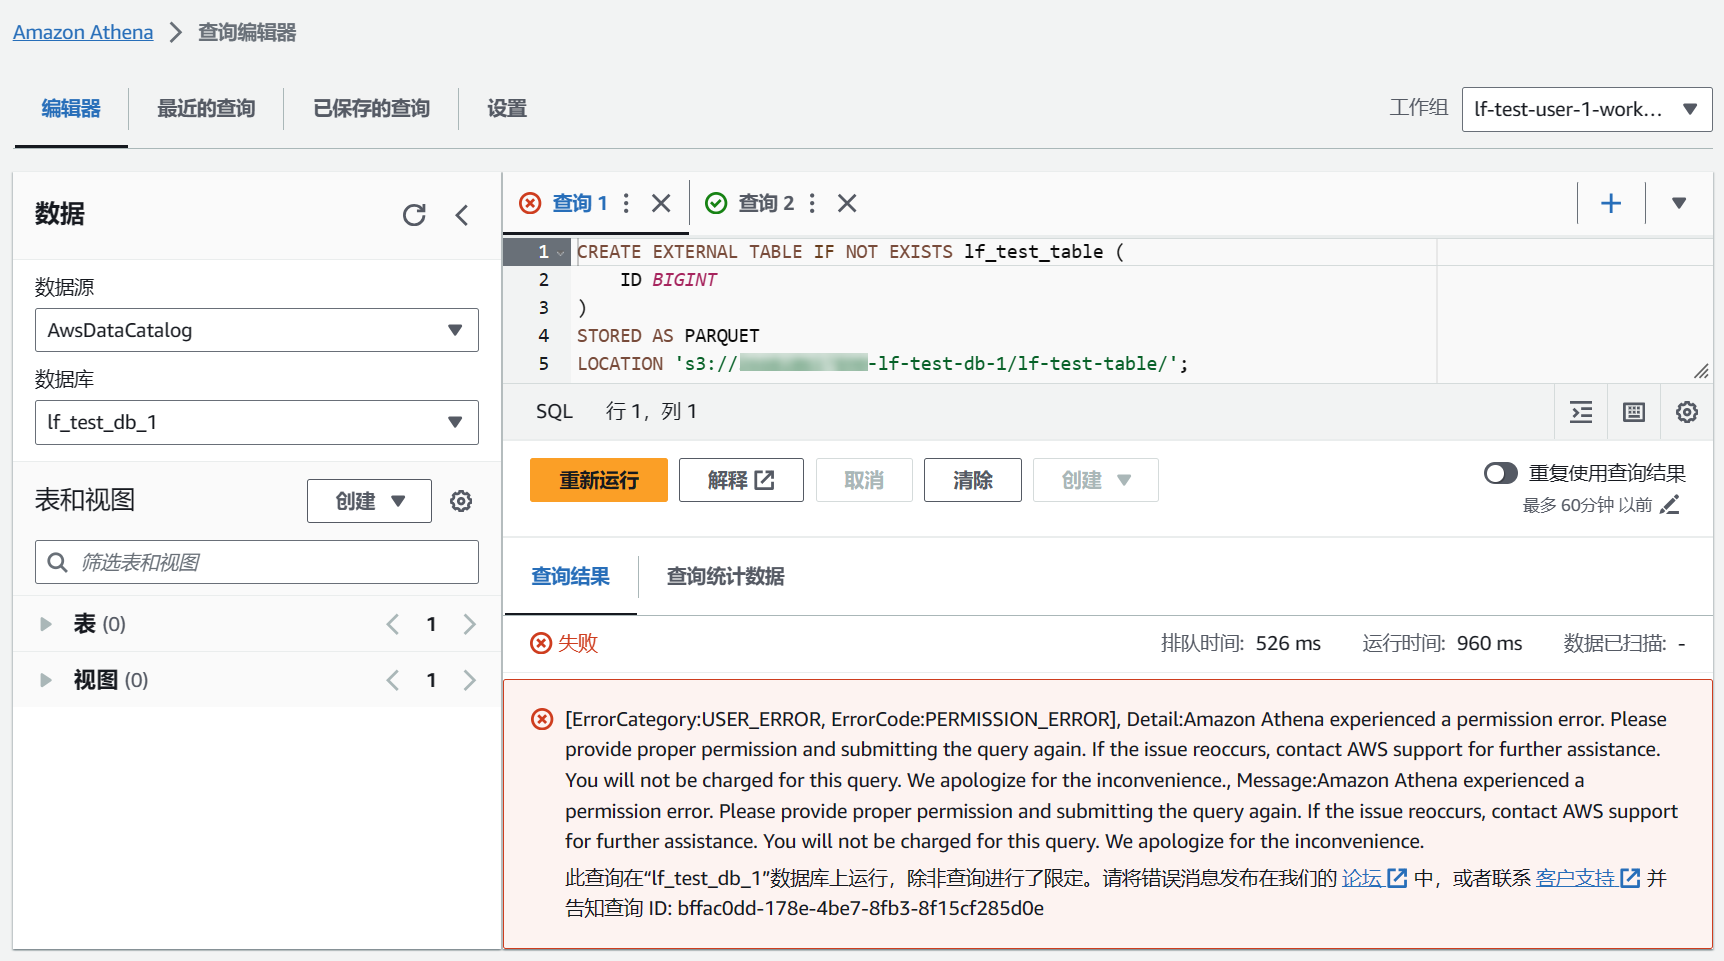 Amazon Athena > 查询编辑器
编辑器 最近的查询 已保存的查询 设置 工作组 lf-test-user-1-work...
数据
数据源
AwsDataCatalog
数据库
lf_test_db_1
表和视图 创建
筛选表和视图
表 (0) < 1 >
视图 (0) < 1 >
查询 1 查询 2
1 CREATE EXTERNAL TABLE IF NOT EXISTS lf_test_table (
2 ID BIGINT
3 )
4 STORED AS PARQUET
5 LOCATION 's3://-lf-test-db-1/lf-test-table/';
SQL 行 1，列 1
重新运行 解释 取消 清除 创建 重复使用查询结果
最多 60分钟 以前
查询结果 查询统计数据
失败 排队时间: 526 ms 运行时间: 960 ms 数据已扫描: -
[ErrorCategory:USER_ERROR, ErrorCode:PERMISSION_ERROR], Detail:Amazon Athena experienced a permission error. Please
provide proper permission and submitting the query again. If the issue reoccurs, contact AWS support for further assistance.
You will not be charged for this query. We apologize for the inconvenience., Message:Amazon Athena experienced a
permission error. Please provide proper permission and submitting the query again. If the issue reoccurs, contact AWS support
for further assistance. You will not be charged for this query. We apologize for the inconvenience.
此查询在“lf_test_db_1”数据库上运行，除非查询进行了限定。请将错误消息发布在我们的 论坛 中，或者联系 客户支持 并
告知查询 ID: bffac0dd-178e-4be7-8fb3-8f15cf285d0e